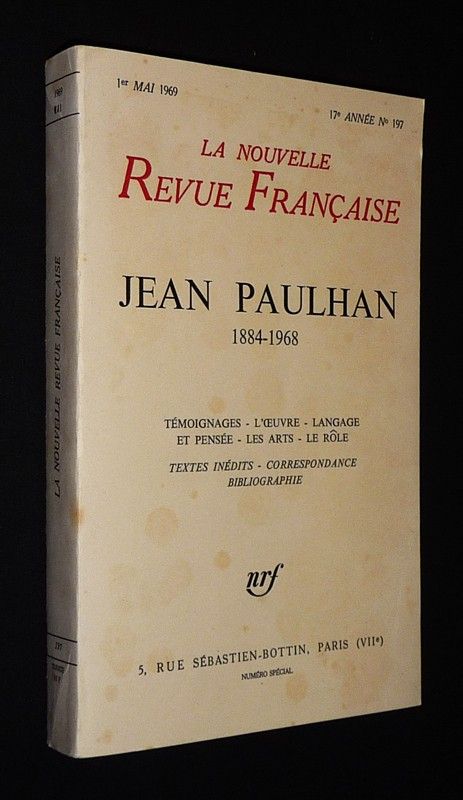 1er MAI 1969
17e ANNÉE No 197
LA NOUVELLE
REVUE FRANÇAISE
JEAN PAULHAN
1884-1968
TÉMOIGNAGES - L'ŒUVRE - LANGAGE
ET PENSÉE - LES ARTS - LE RÔLE
TEXTES INÉDITS - CORRESPONDANCE
BIBLIOGRAPHIE
nrf
5, RUE SÉBASTIEN-BOTTIN, PARIS (VIIe)
NUMÉRO SPÉCIAL
1969
MAI
LA NOUVELLE REVUE FRANÇAISE
197